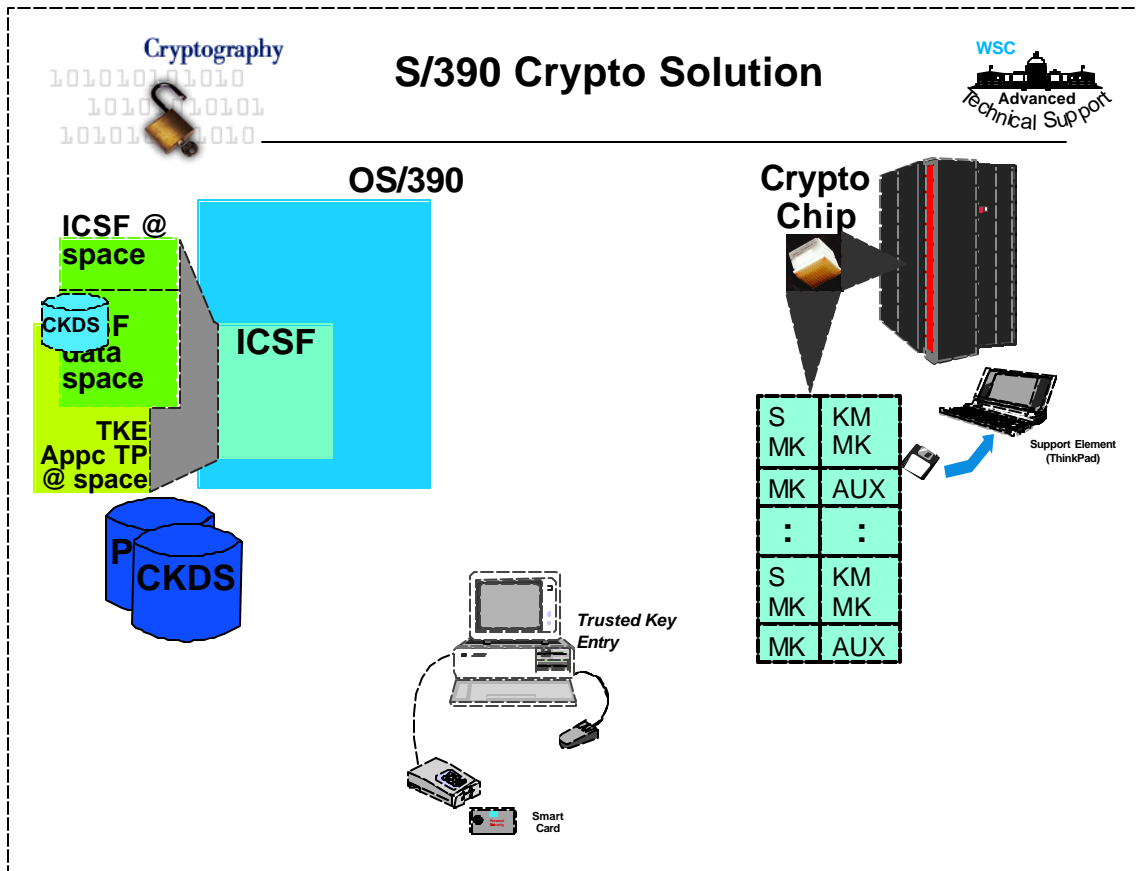 Cryptography
101010101010
S/390 Crypto Solution
WSC
Advanced
Technical Support
OS/390
ICSF @
space
CKDS
F
data
space
TKE
Appc TP
@ space
ICSF
P
CKDS
Crypto
Chip
S KM
MK MK
MK AUX
: :
S KM
MK MK
MK AUX
Support Element
(ThinkPad)
Trusted Key
Entry
Smart
Card